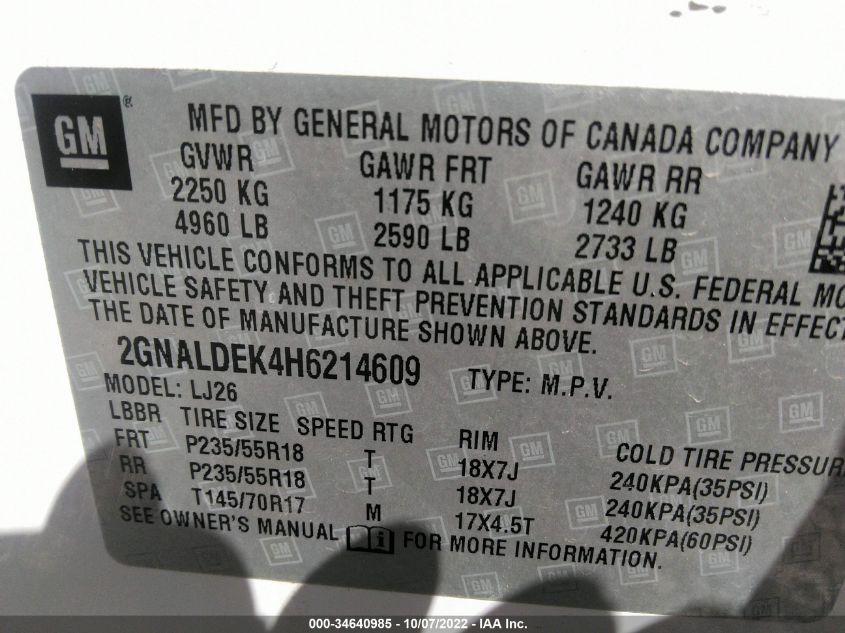 GM ®
MFD BY GENERAL MOTORS OF CANADA COMPANY
GVWR GAWR FRT GAWR RR
2250 KG 1175 KG 1240 KG
4960 LB 2590 LB 2733 LB
THIS VEHICLE CONFORMS TO ALL APPLICABLE U.S. FEDERAL MO
VEHICLE SAFETY AND THEFT PREVENTION STANDARDS IN EFFECT
THE DATE OF MANUFACTURE SHOWN ABOVE.
2GNALDEK4H6214609 TYPE: M.P.V.
MODEL: LJ26
LBBR TIRE SIZE SPEED RTG RIM COLD TIRE PRESSUR
FRT P235/55R18 T 18X7J 240KPA(35PSI)
RR P235/55R18 T 18X7J 240KPA(35PSI)
SPA T145/70R17 M 17X4.5T 420KPA(60PSI)
SEE OWNER'S MANUAL FOR MORE INFORMATION.
000-34640985 - 10/07/2022 - IAA Inc.